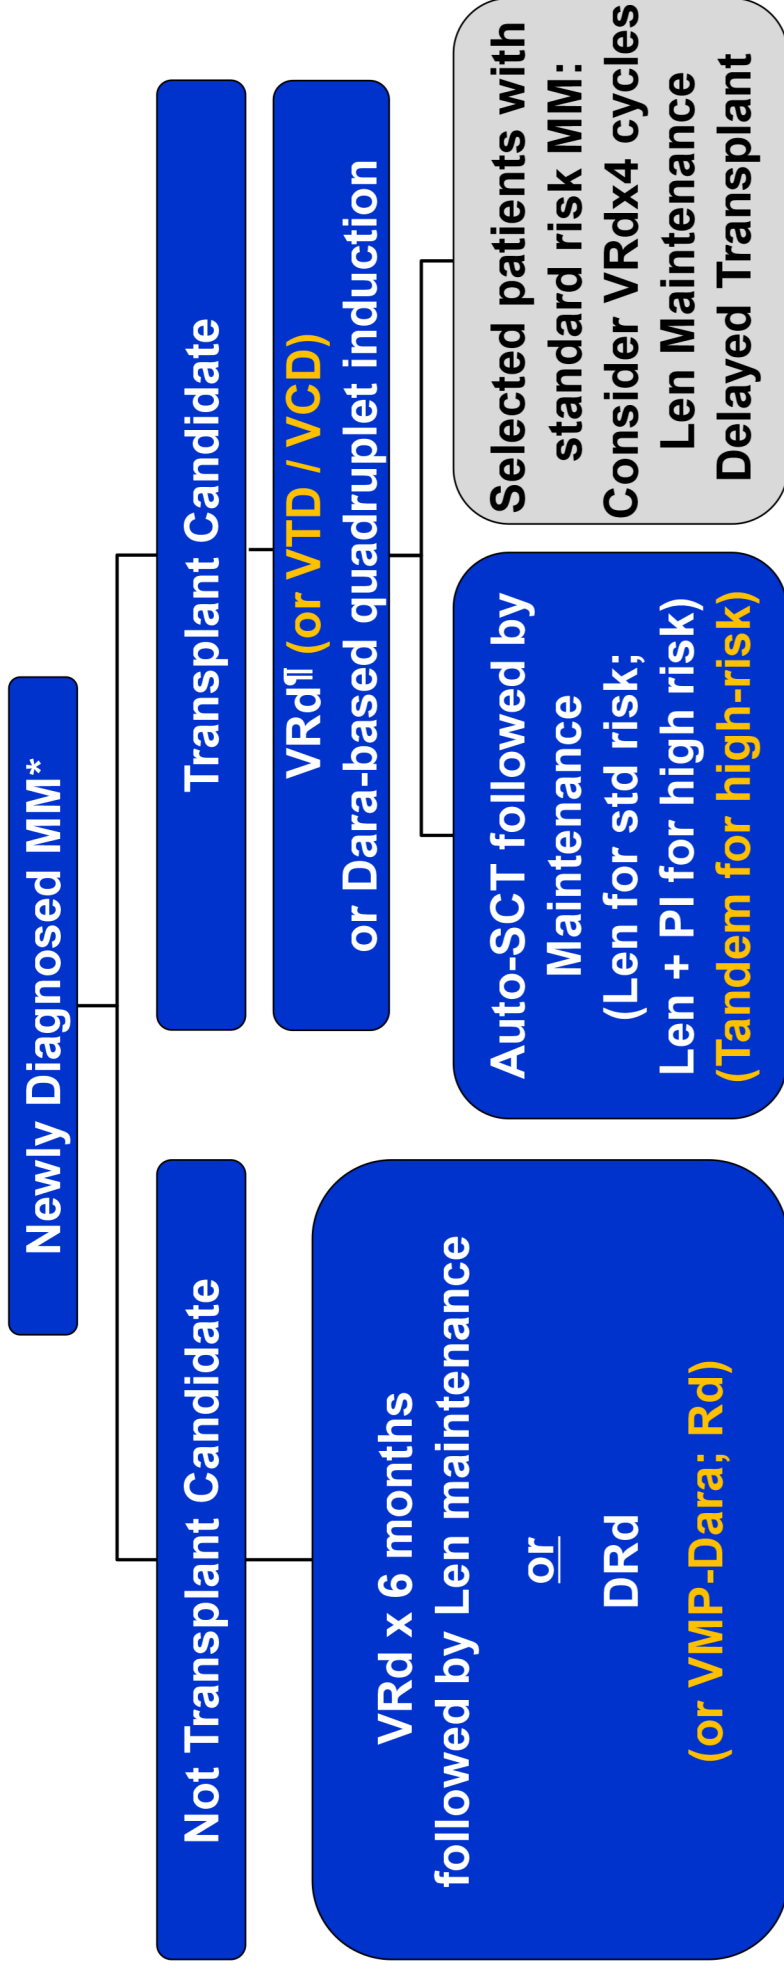 Newly Diagnosed MM*
Not Transplant Candidate
VRd x 6 months
followed by Len maintenance
or
DRd
(or VMP-Dara; Rd)
Transplant Candidate
VRd¶ (or VTD / VCD)
or Dara-based quadruplet induction
Auto-SCT followed by
Maintenance
(Len for std risk;
Len + PI for high risk)
(Tandem for high-risk)
Selected patients with
standard risk MM:
Consider VRdx4 cycles
Len Maintenance
Delayed Transplant